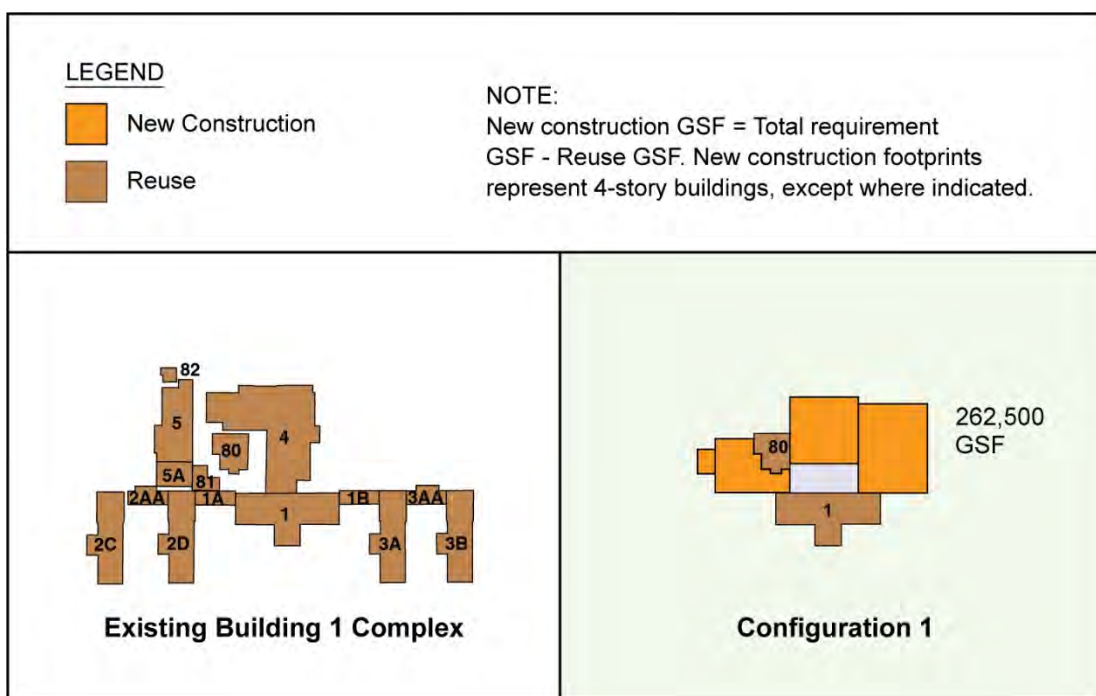 LEGEND
New Construction
Reuse
NOTE:
New construction GSF = Total requirement
GSF - Reuse GSF. New construction footprints
represent 4-story buildings, except where indicated.
82
5
4
80
5A
81
2AA
1A
1
1B
3AA
2C
2D
3A
3B
Existing Building 1 Complex
80
262,500
GSF
1
Configuration 1